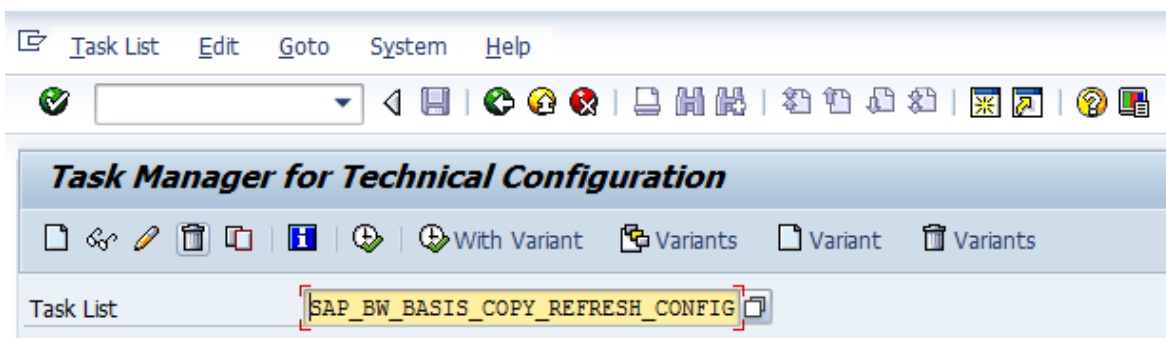 Task List Edit Goto System Help
Task Manager for Technical Configuration
With Variant Variants Variant Variants
Task List SAP_BW_BASIS_COPY_REFRESH_CONFIG